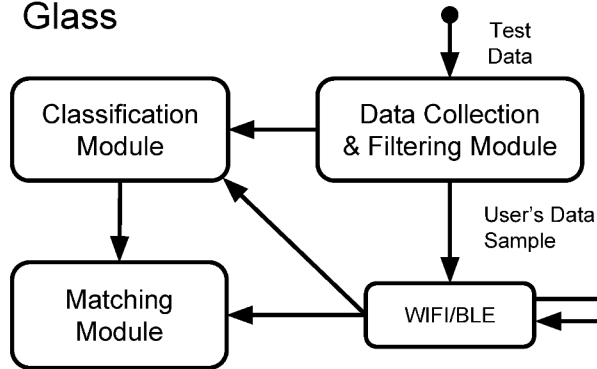 Glass
Test
Data
Classification
Module
Data Collection
& Filtering Module
User's Data
Sample
Matching
Module
WIFI/BLE